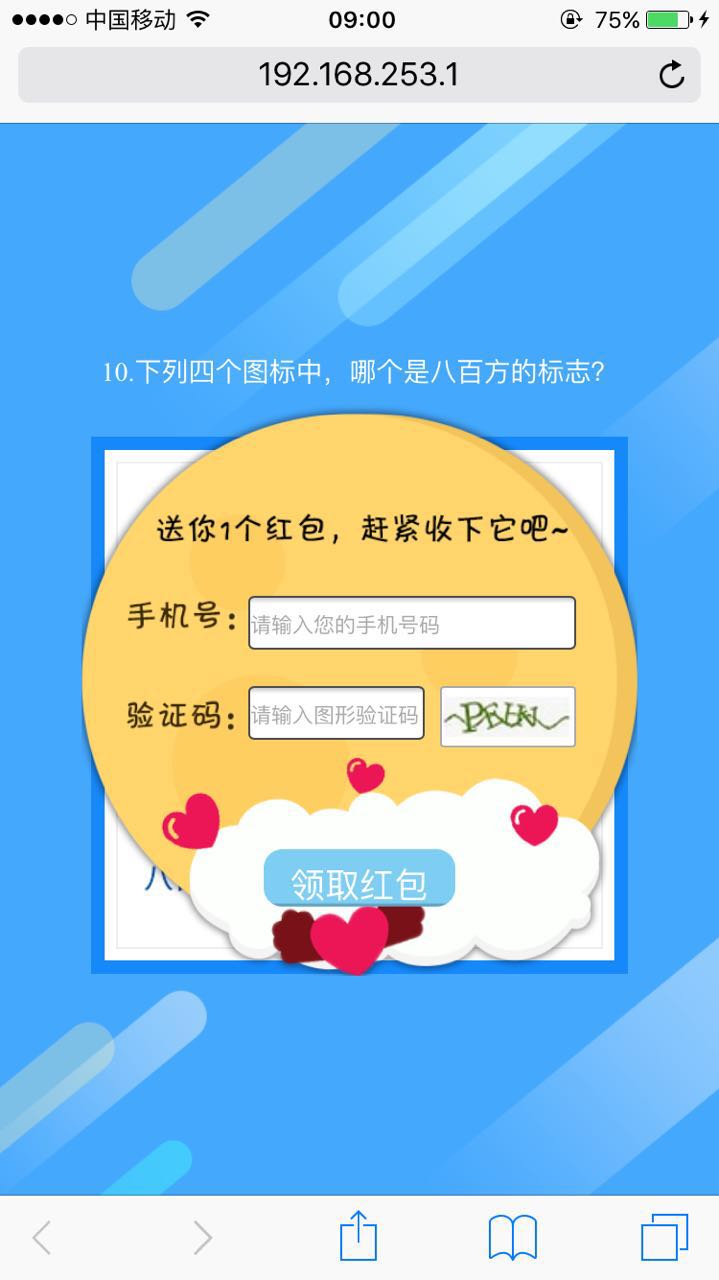 中国移动 09:00 75%
192.168.253.1
10.下列四个图标中，哪个是八百方的标志？
送你1个红包，赶紧收下它吧~
手机号：请输入您的手机号码
验证码：请输入图形验证码
领取红包